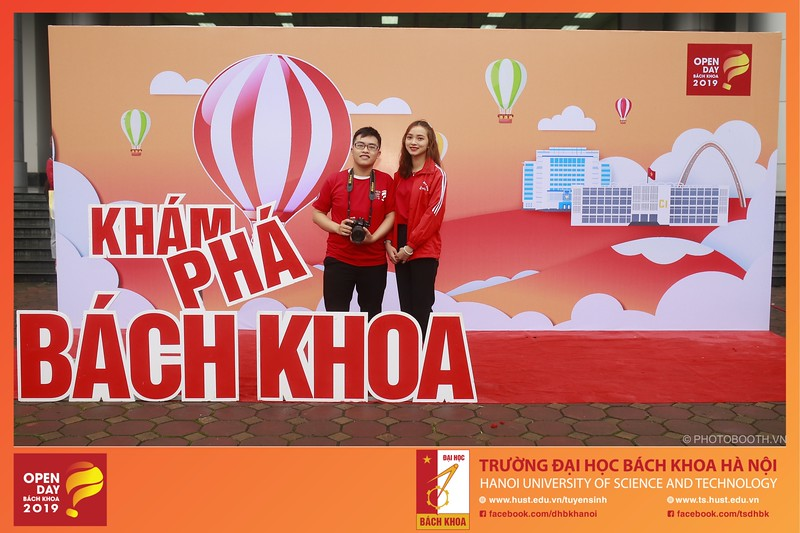 OPEN
DAY
BÁCH KHOA
2019
KHÁM
PHÁ
BÁCH KHOA
© PHOTOBOOTH.VN
OPEN
DAY
BÁCH KHOA
2019
ĐẠI HỌC
BÁCH KHOA
TRƯỜNG ĐẠI HỌC BÁCH KHOA HÀ NỘI
HANOI UNIVERSITY OF SCIENCE AND TECHNOLOGY
www.hust.edu.vn/tuyensinh
www.ts.hust.edu.vn
facebook.com/dhbkhanoi
facebook.com/tsdhbk